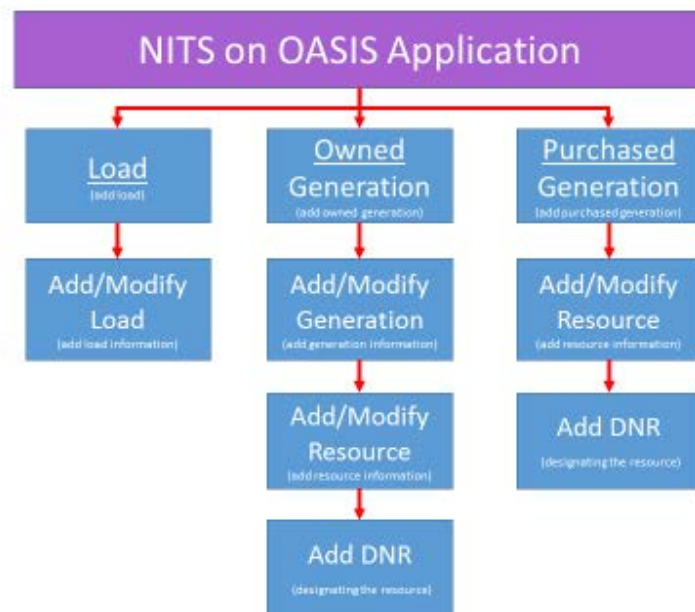 NITS on OASIS Application
Load
(add load)
Add/Modify
Load
(add load information)
Owned
Generation
(add owned generation)
Add/Modify
Generation
(add generation information)
Add/Modify
Resource
(add resource information)
Add DNR
(designating the resource)
Purchased
Generation
(add purchased generation)
Add/Modify
Resource
(add resource information)
Add DNR
(designating the resource)